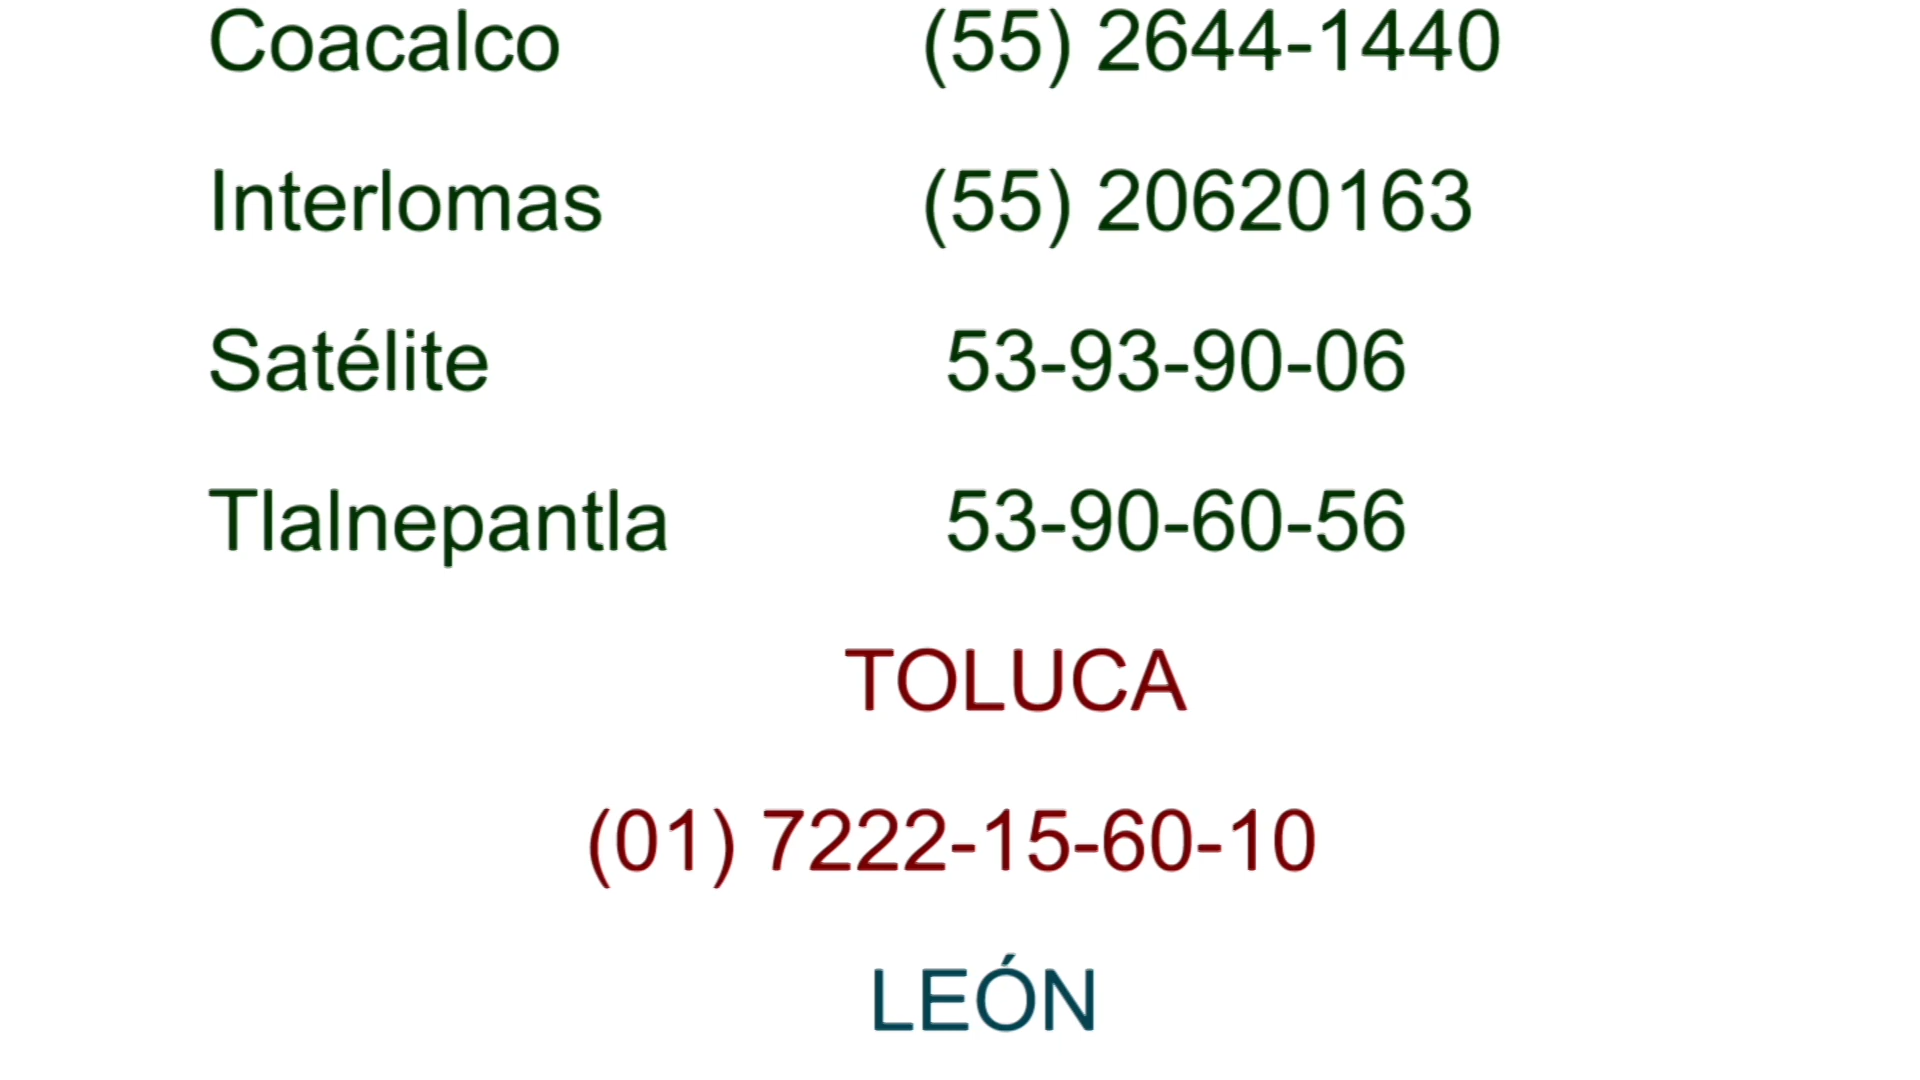 Coacalco (55) 2644-1440
Interlomas (55) 20620163
Satélite 53-93-90-06
Tlalnepantla 53-90-60-56
TOLUCA
(01) 7222-15-60-10
LEÓN